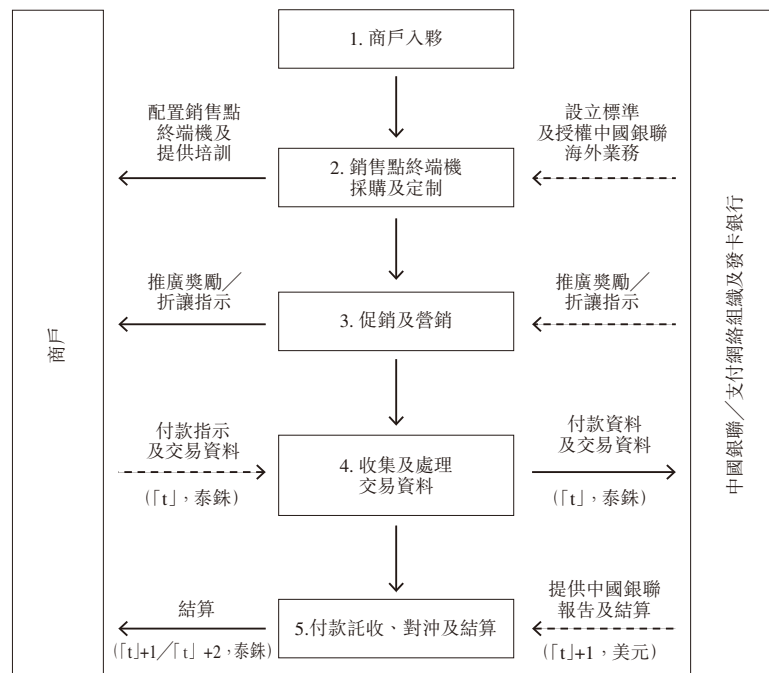 1. 商戶入夥
配置銷售點
終端機及
提供培訓
設立標準
及授權中國銀聯
海外業務
2. 銷售點終端機
採購及定制
推廣獎勵／
折讓指示
推廣獎勵／
折讓指示
3. 促銷及營銷
商戶
中國銀聯／支付網絡組織及發卡銀行
付款指示
及交易資料
(「t」，泰銖)
4. 收集及處理
交易資料
付款資料
及交易資料
(「t」，泰銖)
結算
(「t」+1／「t」+2，泰銖)
5.付款託收、對沖及結算
提供中國銀聯
報告及結算
(「t」+1，美元)